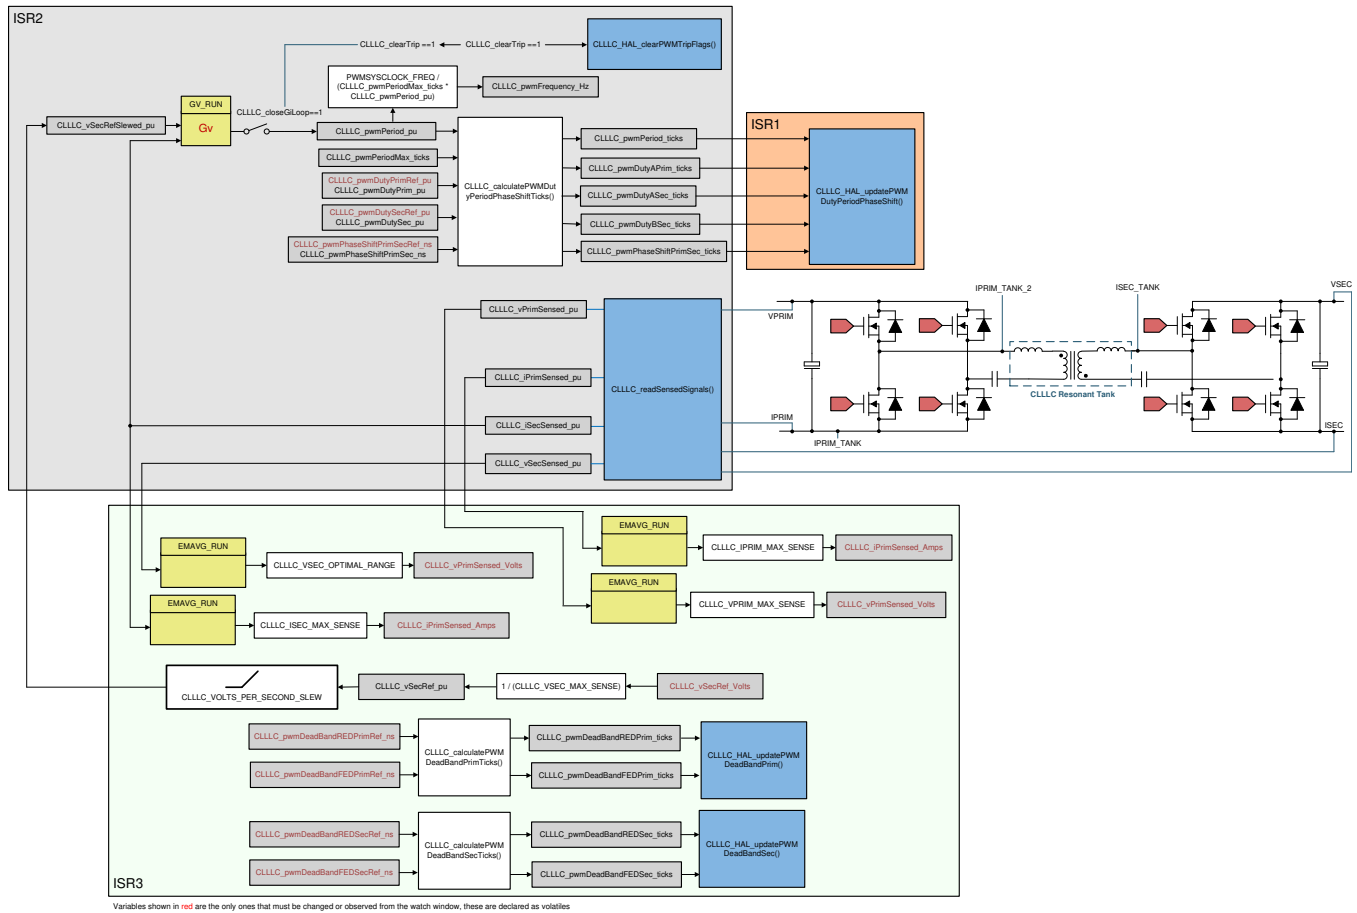 ISR2
CLLLC_clearTrip ==1
CLLLC_clearTrip ==1
CLLLC_HAL_clearPWMTripFlags()
PWMSYSCLOCK_FREQ /
(CLLLC_pwmPeriodMax_ticks *
CLLLC_pwmPeriod_pu)
CLLLC_pwmFrequency_Hz
GV_RUN
Gv
CLLLC_closeGiLoop==1
CLLLC_vSecRefSlewed_pu
CLLLC_pwmPeriod_pu
CLLLC_pwmPeriodMax_ticks
CLLLC_pwmDutyPrimRef_pu
CLLLC_pwmDutyPrim_pu
CLLLC_pwmDutySecRef_pu
CLLLC_pwmDutySec_pu
CLLLC_pwmPhaseShiftPrimSecRef_ns
CLLLC_pwmPhaseShiftPrimSec_ns
CLLLC_calculatePWMDut
yPeriodPhaseShiftTicks()
CLLLC_pwmPeriod_ticks
CLLLC_pwmDutyAPrim_ticks
CLLLC_pwmDutyASec_ticks
CLLLC_pwmDutyBSec_ticks
CLLLC_pwmPhaseShiftPrimSec_ticks
ISR1
CLLLC_HAL_updatePWM
DutyPeriodPhaseShift()
CLLLC_vPrimSensed_pu
CLLLC_iPrimSensed_pu
CLLLC_iSecSensed_pu
CLLLC_vSecSensed_pu
CLLLC_readSensedSignals()
VPRIM
IPRIM
IPRIM_TANK
IPRIM_TANK_2
ISEC_TANK
VSEC
ISEC
CLLLC Resonant Tank
EMAVG_RUN
CLLLC_VSEC_OPTIMAL_RANGE
CLLLC_vPrimSensed_Volts
EMAVG_RUN
CLLLC_ISEC_MAX_SENSE
CLLLC_iPrimSensed_Amps
EMAVG_RUN
CLLLC_IPRIM_MAX_SENSE
CLLLC_iPrimSensed_Amps
EMAVG_RUN
CLLLC_VPRIM_MAX_SENSE
CLLLC_vPrimSensed_Volts
CLLLC_VOLTS_PER_SECOND_SLEW
CLLLC_vSecRef_pu
1 / (CLLLC_VSEC_MAX_SENSE)
CLLLC_vSecRef_Volts
CLLLC_pwmDeadBandREDPrimRef_ns
CLLLC_pwmDeadBandFEDPrimRef_ns
CLLLC_calculatePWM
DeadBandPrimTicks()
CLLLC_pwmDeadBandREDPrim_ticks
CLLLC_pwmDeadBandFEDPrim_ticks
CLLLC_HAL_updatePWM
DeadBandPrim()
CLLLC_pwmDeadBandREDSecRef_ns
CLLLC_pwmDeadBandFEDSecRef_ns
CLLLC_calculatePWM
DeadBandSecTicks()
CLLLC_pwmDeadBandREDSec_ticks
CLLLC_pwmDeadBandFEDSec_ticks
CLLLC_HAL_updatePWM
DeadBandSec()
ISR3
Variables shown in red are the only ones that must be changed or observed from the watch window, these are declared as volatiles